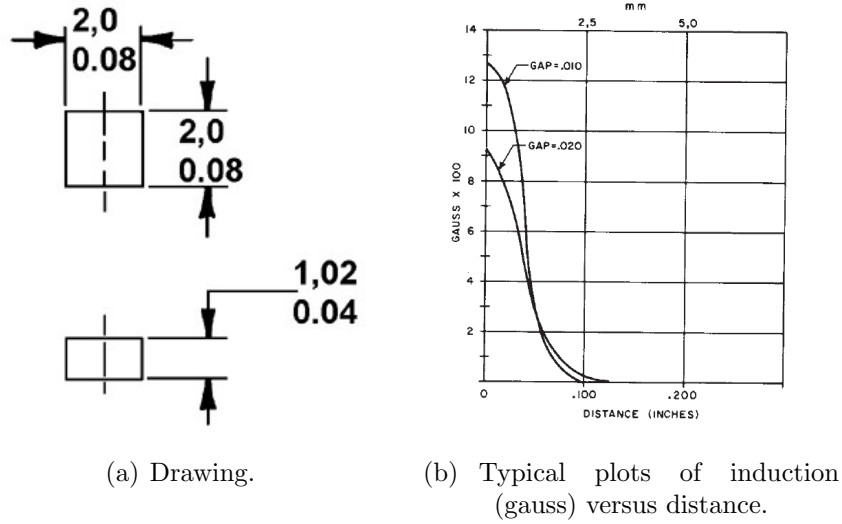 2,0
0.08
2,0
0.08
1,02
0.04
mm
2,5 5,0
14
12
10
8
6
4
2
GAUSS X 100
GAP=.010
GAP=.020
0 .100 .200
DISTANCE (INCHES)
(a) Drawing.
(b) Typical plots of induction
(gauss) versus distance.